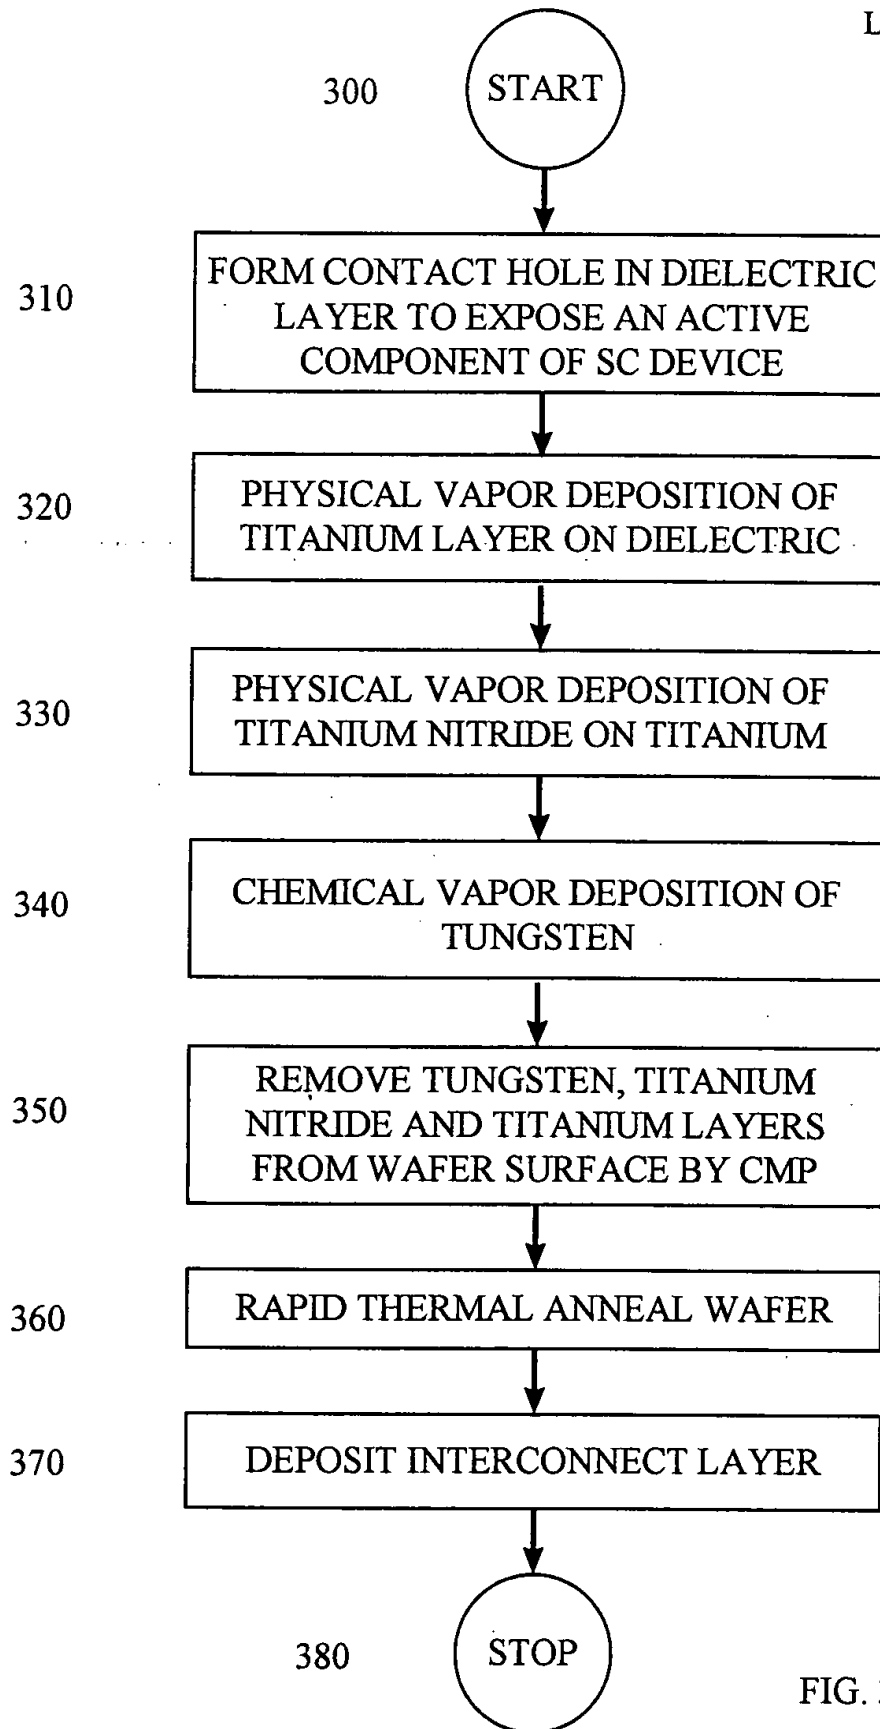 L
300 START
310 FORM CONTACT HOLE IN DIELECTRIC
LAYER TO EXPOSE AN ACTIVE
COMPONENT OF SC DEVICE
320 PHYSICAL VAPOR DEPOSITION OF
TITANIUM LAYER ON DIELECTRIC
330 PHYSICAL VAPOR DEPOSITION OF
TITANIUM NITRIDE ON TITANIUM
340 CHEMICAL VAPOR DEPOSITION OF
TUNGSTEN
350 REMOVE TUNGSTEN, TITANIUM
NITRIDE AND TITANIUM LAYERS
FROM WAFER SURFACE BY CMP
360 RAPID THERMAL ANNEAL WAFER
370 DEPOSIT INTERCONNECT LAYER
380 STOP
FIG.